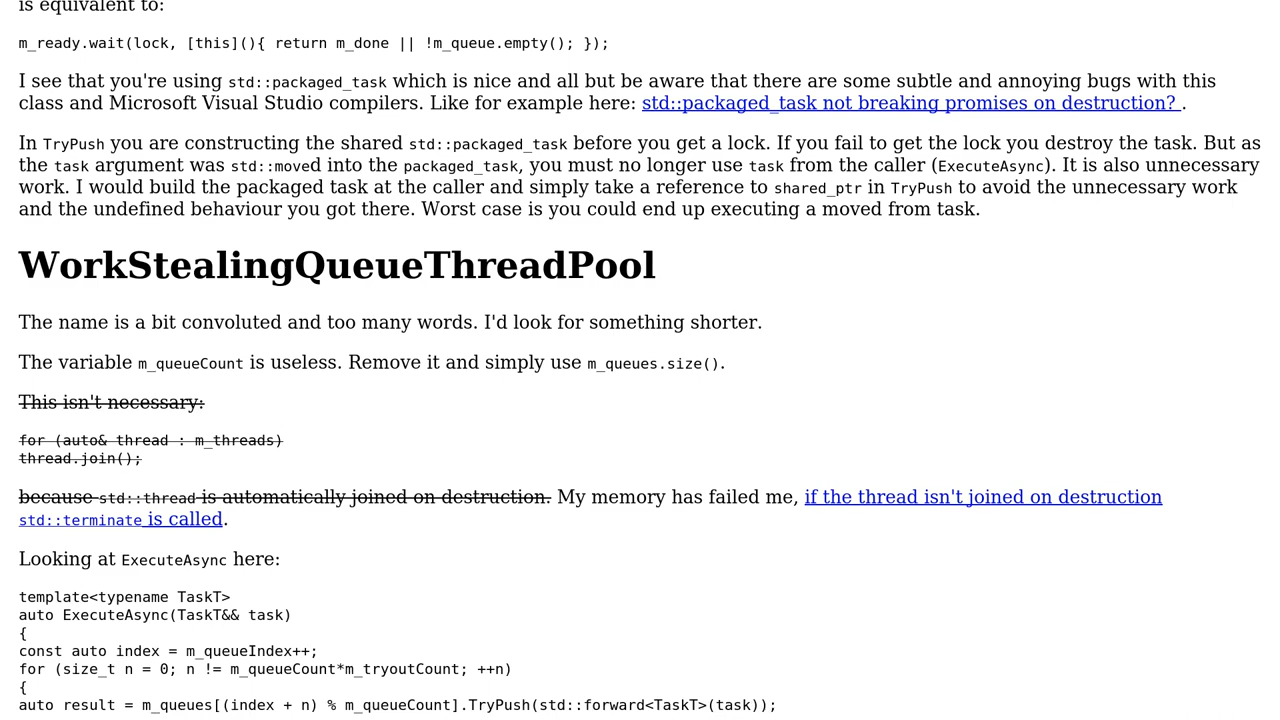 is equivalent to:
m_ready.wait(lock, [this](){ return m_done || !m_queue.empty(); });
I see that you're using std::packaged_task which is nice and all but be aware that there are some subtle and annoying bugs with this
class and Microsoft Visual Studio compilers. Like for example here: std::packaged_task not breaking promises on destruction? .
In TryPush you are constructing the shared std::packaged_task before you get a lock. If you fail to get the lock you destroy the task. But as
the task argument was std::moved into the packaged_task, you must no longer use task from the caller (ExecuteAsync). It is also unnecessary
work. I would build the packaged task at the caller and simply take a reference to shared_ptr in TryPush to avoid the unnecessary work
and the undefined behaviour you got there. Worst case is you could end up executing a moved from task.
WorkStealingQueueThreadPool
The name is a bit convoluted and too many words. I'd look for something shorter.
The variable m_queueCount is useless. Remove it and simply use m_queues.size().
This isn't necessary:
for (auto& thread : m_threads)
thread.join();
because std::thread is automatically joined on destruction. My memory has failed me, if the thread isn't joined on destruction
std::terminate is called.
Looking at ExecuteAsync here:
template<typename TaskT>
auto ExecuteAsync(TaskT&& task)
{
const auto index = m_queueIndex++;
for (size_t n = 0; n != m_queueCount*m_tryoutCount; ++n)
{
auto result = m_queues[(index + n) % m_queueCount].TryPush(std::forward<TaskT>(task));